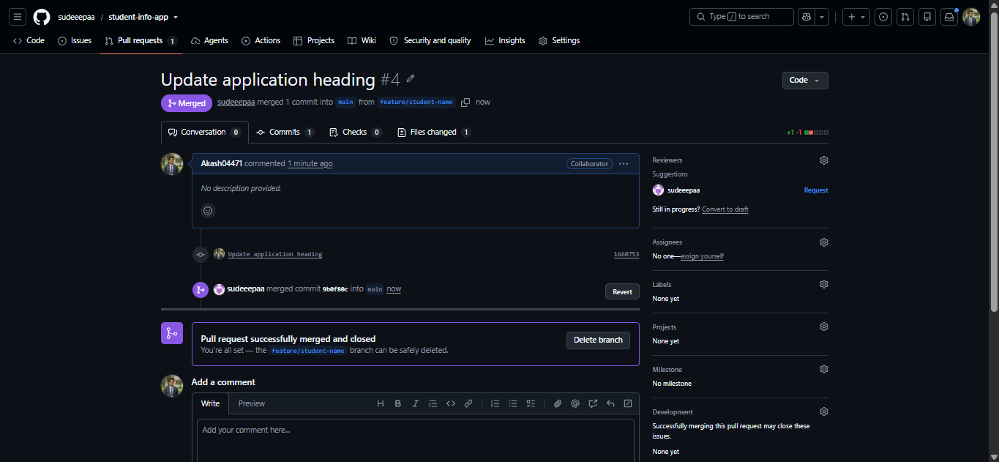 sudeeepaa / student-info-app
Type / to search
Code Issues Pull requests 1 Agents Actions Projects Wiki Security and quality Insights Settings
Update application heading #4
Code
Merged sudeeepaa merged 1 commit into main from feature/student-name now
Conversation 0 Commits 1 Checks 0 Files changed 1
+1 -1
Akash04471 commented 1 minute ago
Collaborator
No description provided.
Update application heading
1660753
sudeeepaa merged commit 9b0f80c into main now
Revert
Pull request successfully merged and closed
You're all set — the feature/student-name branch can be safely deleted.
Delete branch
Add a comment
Write Preview
H B I
Add your comment here...
Reviewers
Suggestions
sudeeepaa
Request
Still in progress? Convert to draft
Assignees
No one—assign yourself
Labels
None yet
Projects
None yet
Milestone
No milestone
Development
Successfully merging this pull request may close these
issues.
None yet